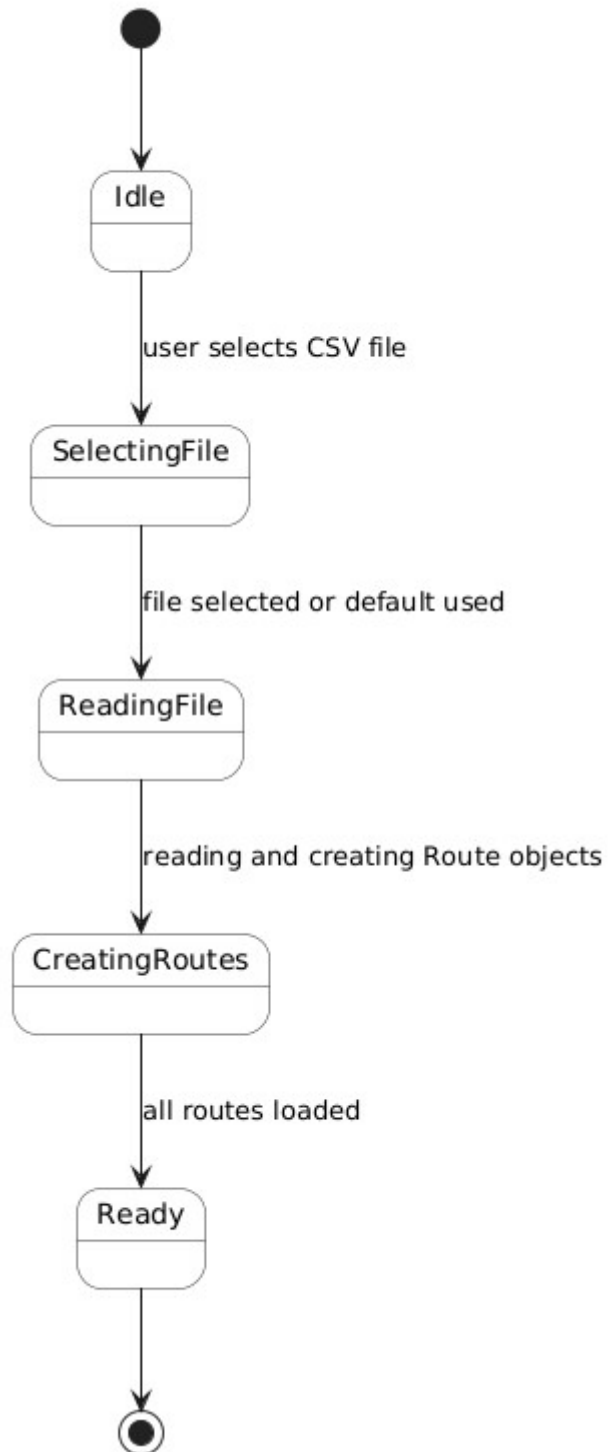 Idle
user selects CSV file
SelectingFile
file selected or default used
ReadingFile
reading and creating Route objects
CreatingRoutes
all routes loaded
Ready